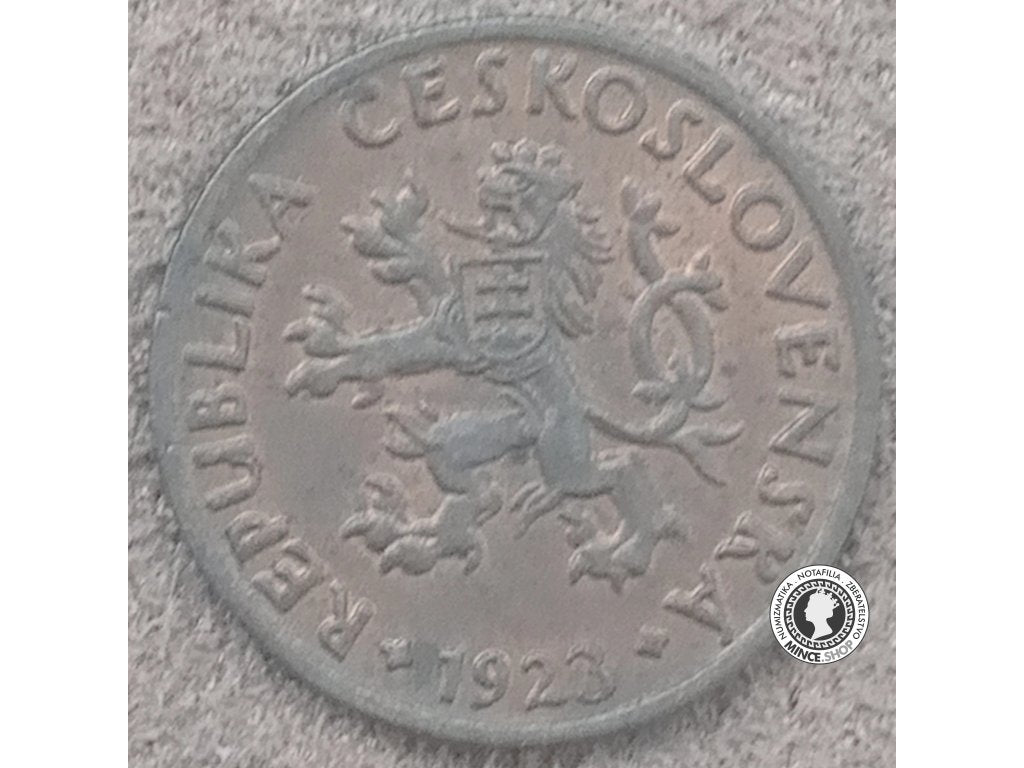 REPUBLIKA ČESKOSLOVENSKÁ
1923
NUMIZMATIKA . NOTAFILIA . ZBERATEĽSTVO
MINCE.SHOP